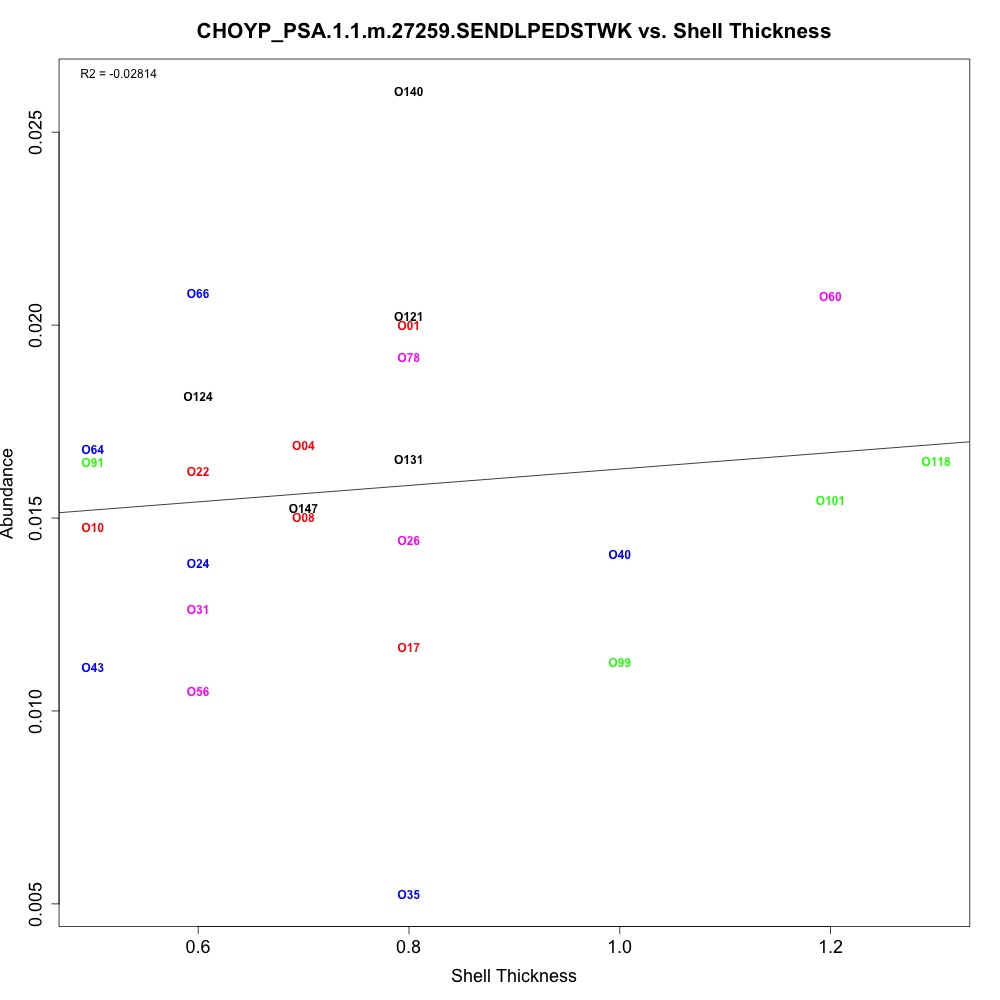 CHOYP_PSA.1.1.m.27259.SENDLPEDSTWK vs. Shell Thickness
R2 = -0.02814
O140
0.025
O66
O60
O121
0.020
O01
O78
O124
O04
O64
O131
O118
O91
O22
O101
O147
0.015
O08
O10
O26
O40
O24
O31
O17
O99
O43
O56
0.010
O35
0.005
Abundance
0.6
0.8
1.0
1.2
Shell Thickness